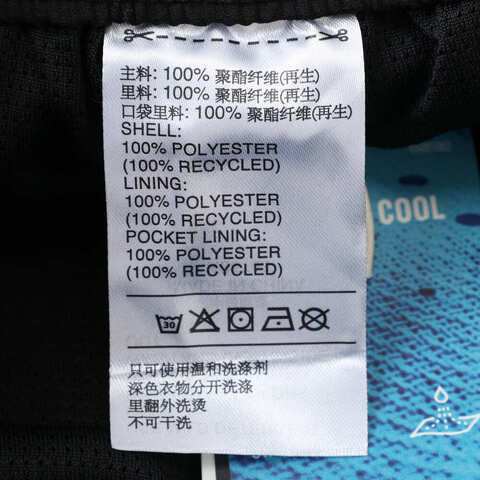 主料: 100% 聚酯纤维(再生)
里料: 100% 聚酯纤维(再生)
口袋里料: 100% 聚酯纤维(再生)
SHELL:
100% POLYESTER
(100% RECYCLED)
LINING:
100% POLYESTER
(100% RECYCLED)
POCKET LINING:
100% POLYESTER
(100% RECYCLED)
COOL
30
只可使用温和洗涤剂
深色衣物分开洗涤
里翻外洗烫
不可干洗